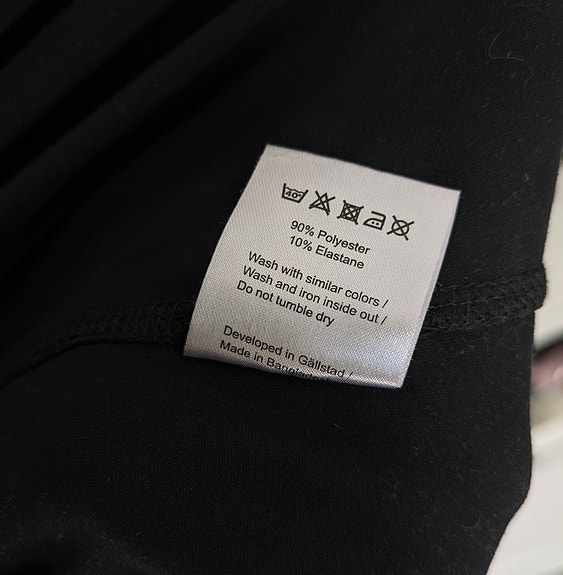 40°
90% Polyester
10% Elastane
Wash with similar colors /
Wash and iron inside out /
Do not tumble dry
Developed in Gällstad /
Made in